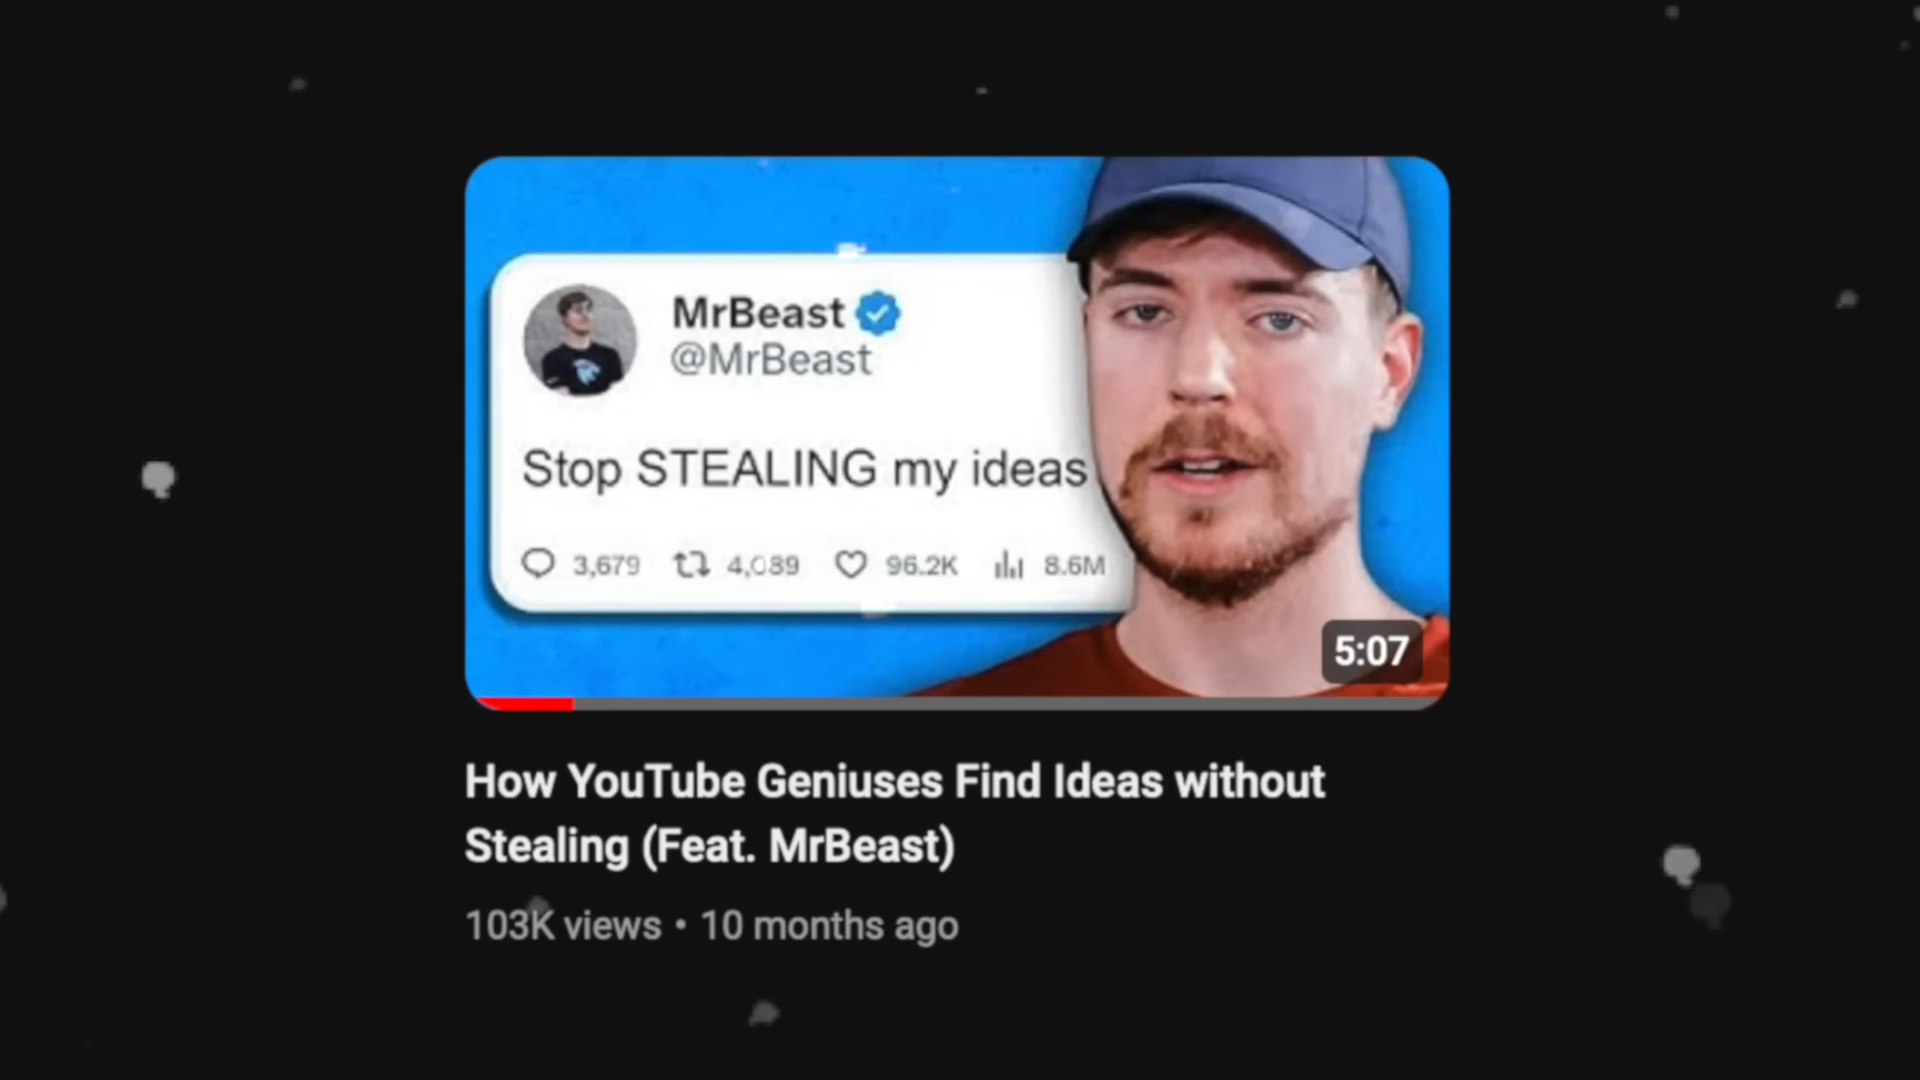 MrBeast
@MrBeast
Stop STEALING my ideas
3,679 4,089 96.2K 8.6M
5:07
How YouTube Geniuses Find Ideas without
Stealing (Feat. MrBeast)
103K views • 10 months ago